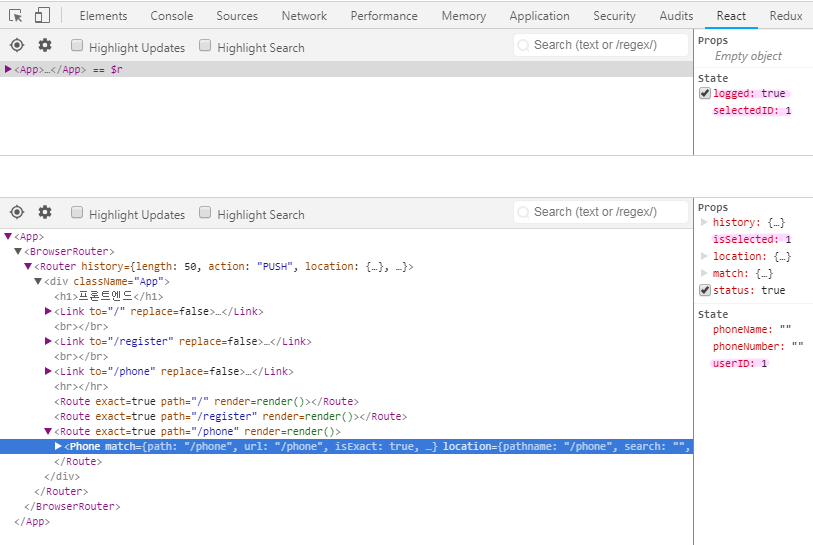 Elements Console Sources Network Performance Memory Application Security Audits React Redux
Highlight Updates Highlight Search Search (text or /regex/)
Props
Empty object
<App>…</App> == $r
State
logged: true
selectedID: 1
Highlight Updates Highlight Search Search (text or /regex/)
Props
<App>
history: {…}
<BrowserRouter>
isSelected: 1
<Router history={length: 50, action: "PUSH", location: {…}, …}>
location: {…}
<div className="App">
match: {…}
<h1>프론트엔드</h1>
status: true
<Link to="/" replace=false>…</Link>
State
<br></br>
phoneName: ""
<Link to="/register" replace=false>…</Link>
phoneNumber: ""
<br></br>
userID: 1
<Link to="/phone" replace=false>…</Link>
<hr></hr>
<Route exact=true path="/" render=render()></Route>
<Route exact=true path="/register" render=render()></Route>
<Route exact=true path="/phone" render=render()>
<Phone match={path: "/phone", url: "/phone", isExact: true, …} location={pathname: "/phone", search: "",
</Route>
</div>
</Router>
</BrowserRouter>
</App>